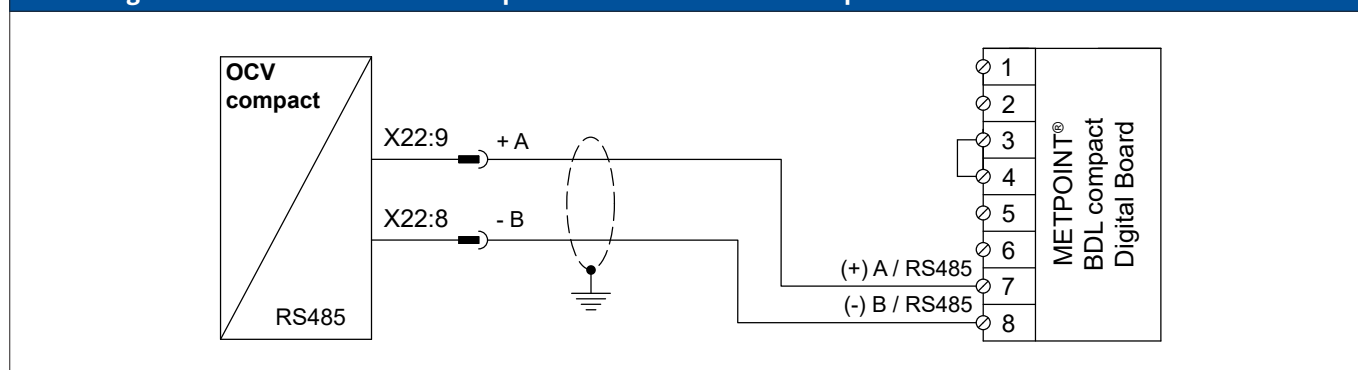 OCV
compact
X22:9
+ A
X22:8
- B
RS485
(+) A / RS485
(-) B / RS485
1
2
3
4
5
6
7
8
METPOINT®
BDL compact
Digital Board